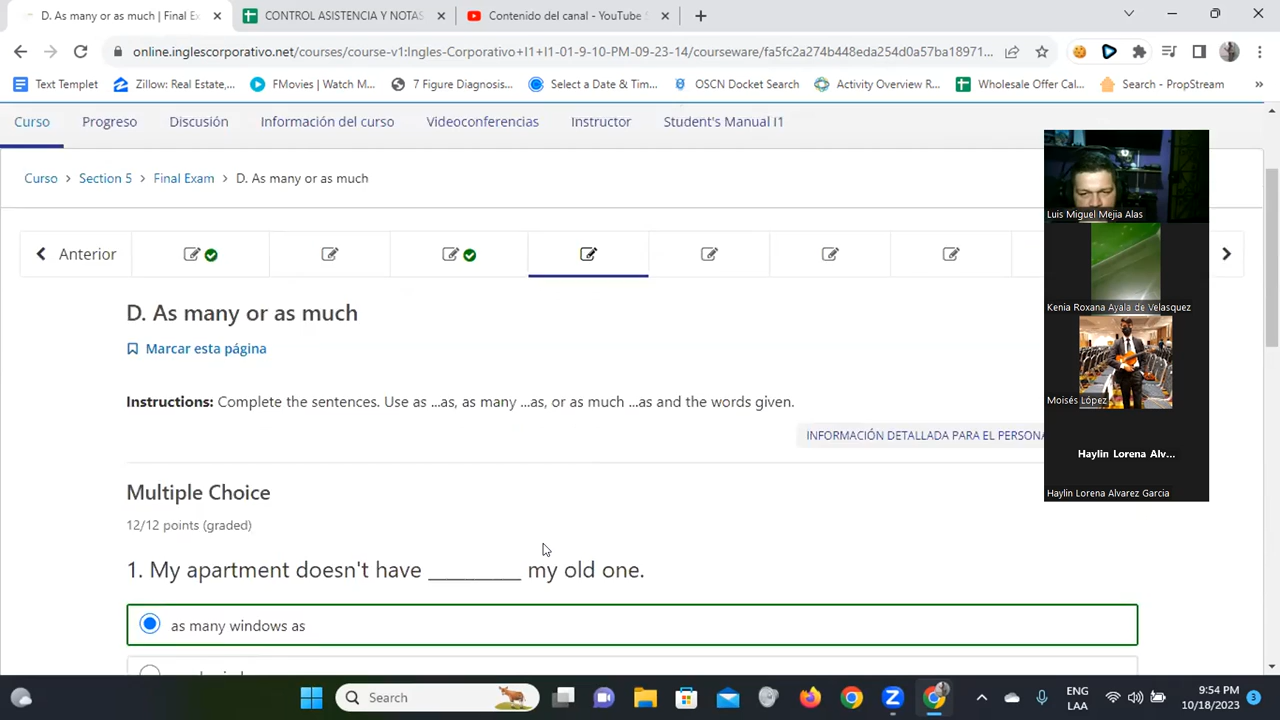 D. As many or as much | Final Ex
CONTROL ASISTENCIA Y NOTAS
Contenido del canal - YouTube
online.inglescorporativo.net/courses/course-v1:Ingles-Corporativo+I1+I1-01-9-10-PM-09-23-14/courseware/fa5fc2a274b448eda254d0a57ba18971...
Text Templet
Zillow: Real Estate,...
FMovies | Watch M...
7 Figure Diagnosis...
Select a Date & Tim...
OSCN Docket Search
Activity Overview R...
Wholesale Offer Cal...
Search - PropStream
Curso
Progreso
Discusión
Información del curso
Videoconferencias
Instructor
Student's Manual I1
Curso > Section 5 > Final Exam > D. As many or as much
Anterior
D. As many or as much
Marcar esta página
Instructions: Complete the sentences. Use as ...as, as many ...as, or as much ...as and the words given.
INFORMACIÓN DETALLADA PARA EL PERSONA
Multiple Choice
12/12 points (graded)
1. My apartment doesn't have __________ my old one.
as many windows as
Luis Miguel Mejia Alas
Kenia Roxana Ayala de Velasquez
Moisés López
Haylin Lorena Alv...
Haylin Lorena Alvarez Garcia
Search
ENG
LAA
9:54 PM
10/18/2023
3